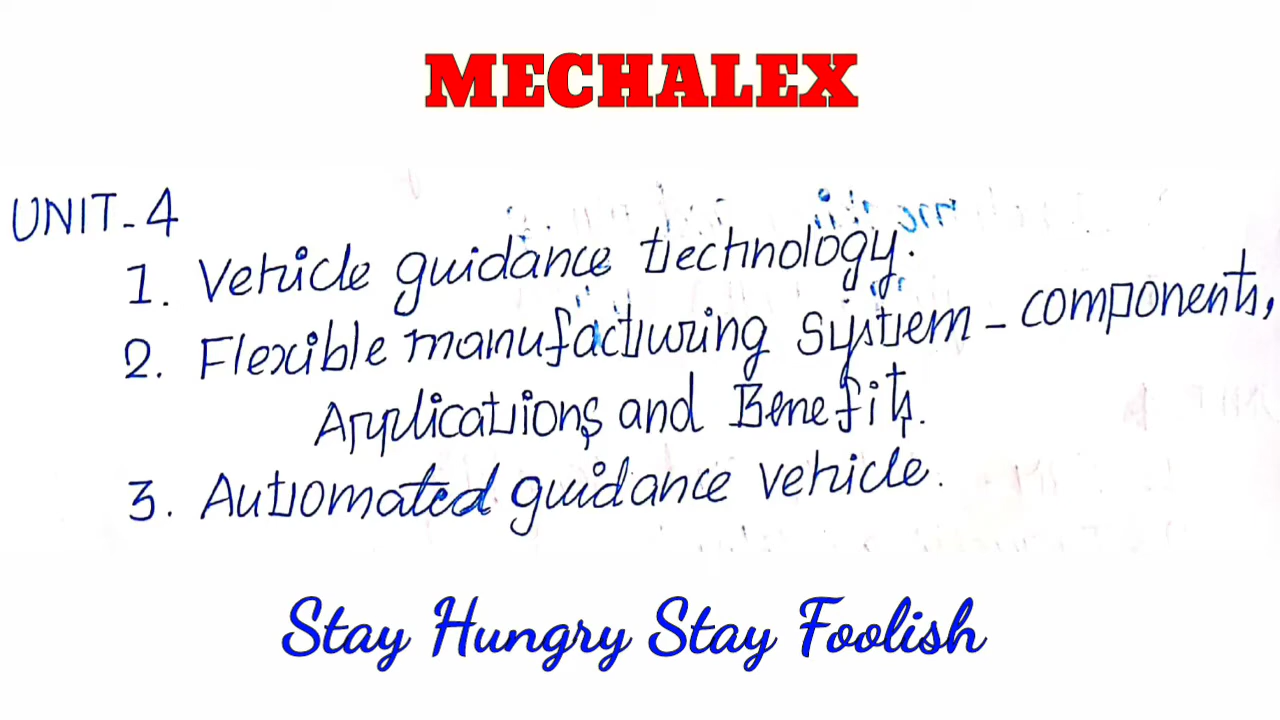 MECHALEX
UNIT-4
1. Vehicle guidance technology.
2. Flexible manufacturing system - components,
Applications and Benefits.
3. Automated guidance vehicle.
Stay Hungry Stay Foolish